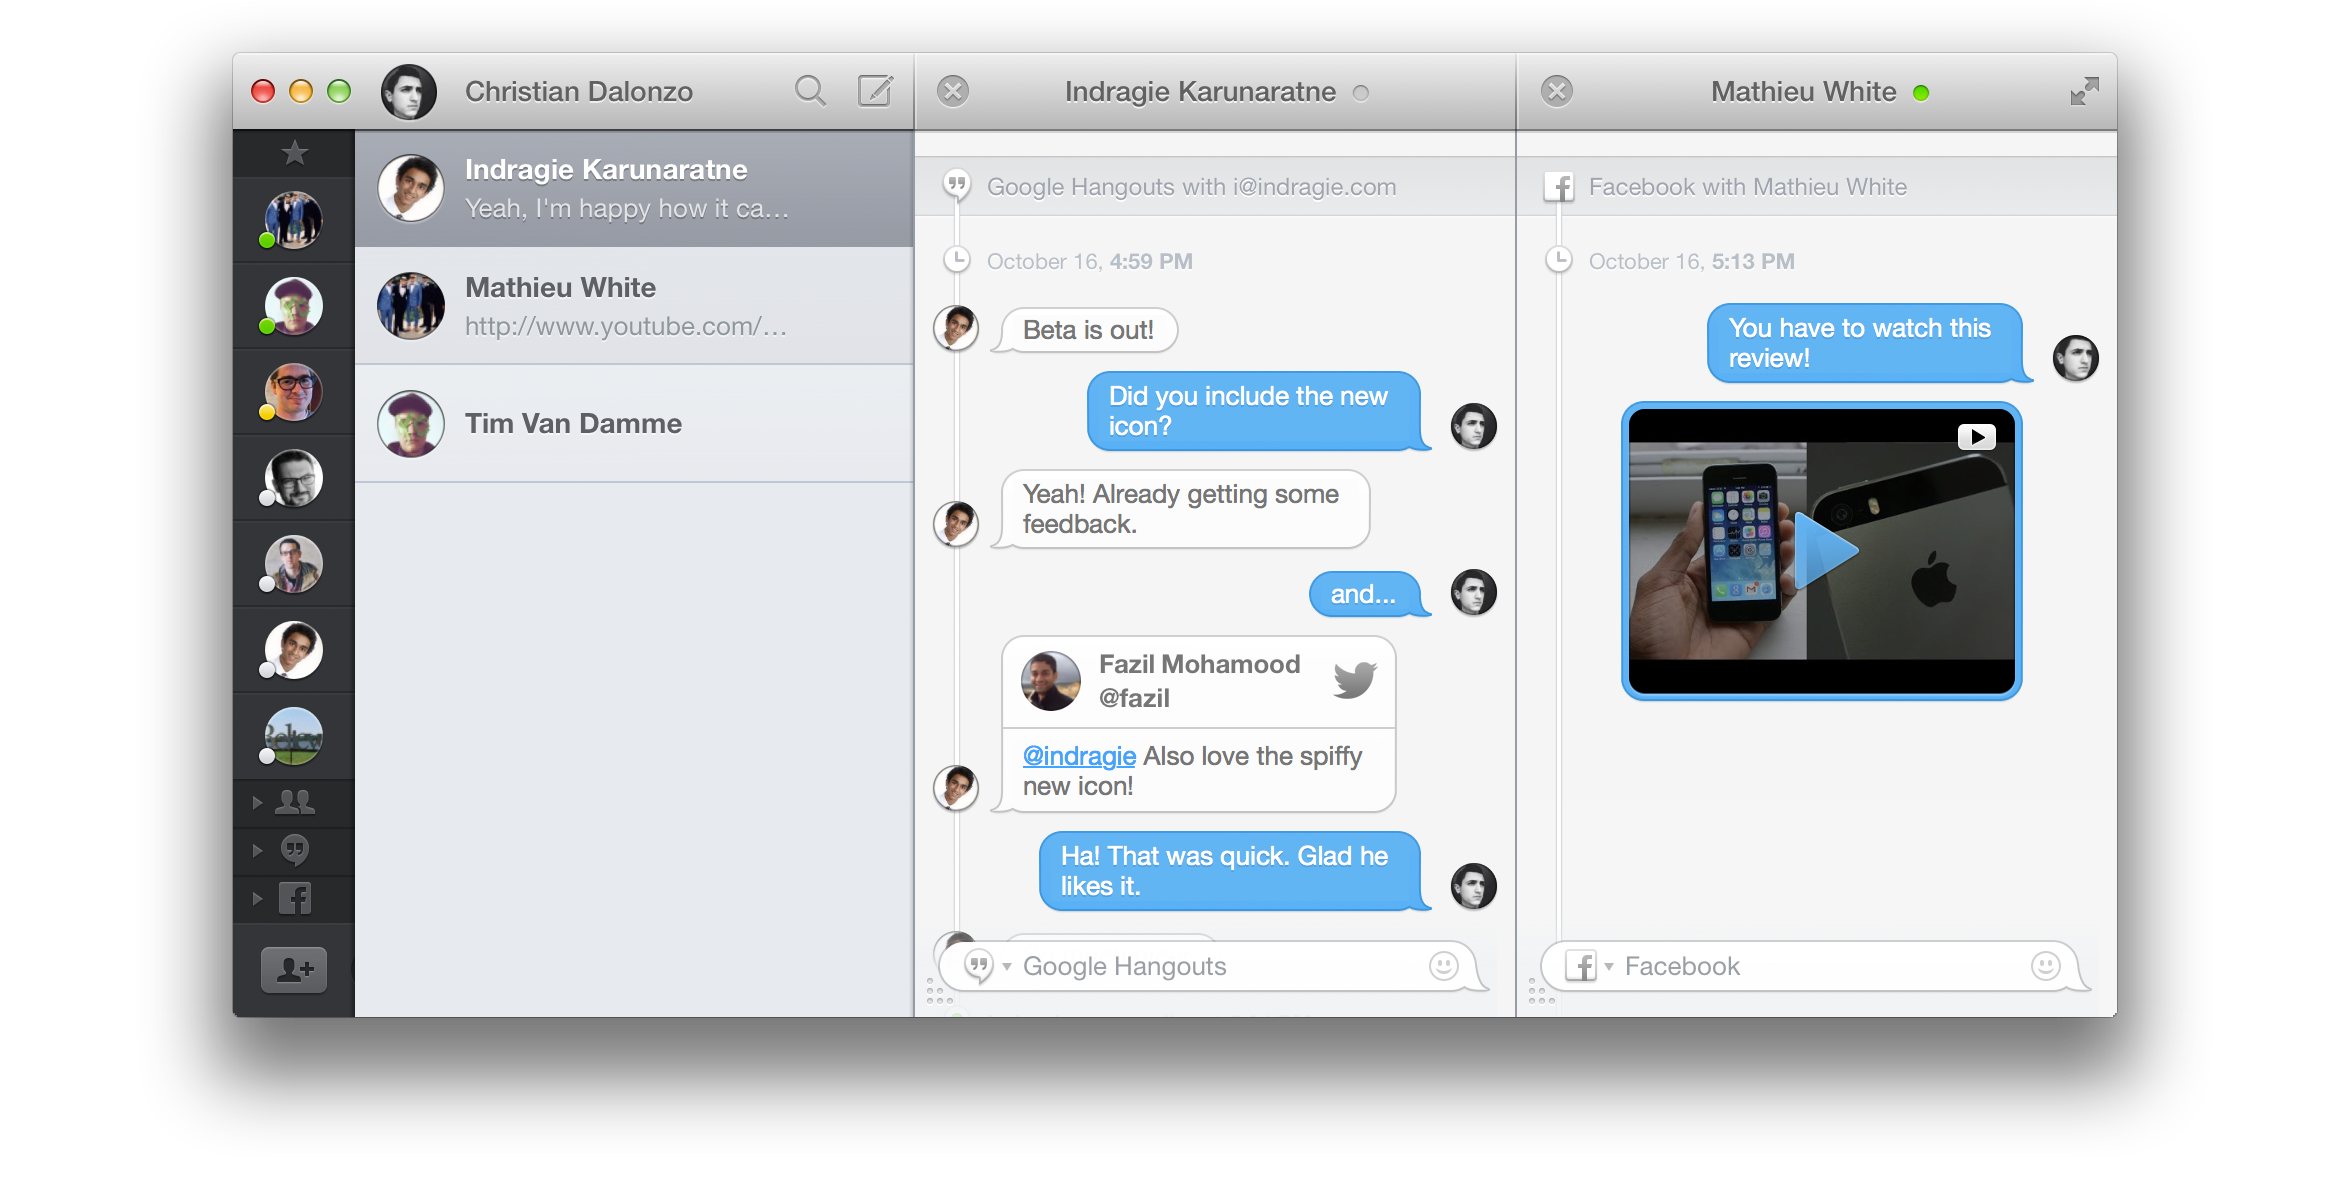 Christian Dalonzo
Indragie Karunaratne
Yeah, I'm happy how it ca...
Mathieu White
http://www.youtube.com/...
Tim Van Damme
Indragie Karunaratne
Google Hangouts with i@indragie.com
October 16, 4:59 PM
Beta is out!
Did you include the new
icon?
Yeah! Already getting some
feedback.
and...
Fazil Mohamood
@fazil
@indragie Also love the spiffy
new icon!
Ha! That was quick. Glad he
likes it.
Google Hangouts
Mathieu White
Facebook with Mathieu White
October 16, 5:13 PM
You have to watch this
review!
Facebook